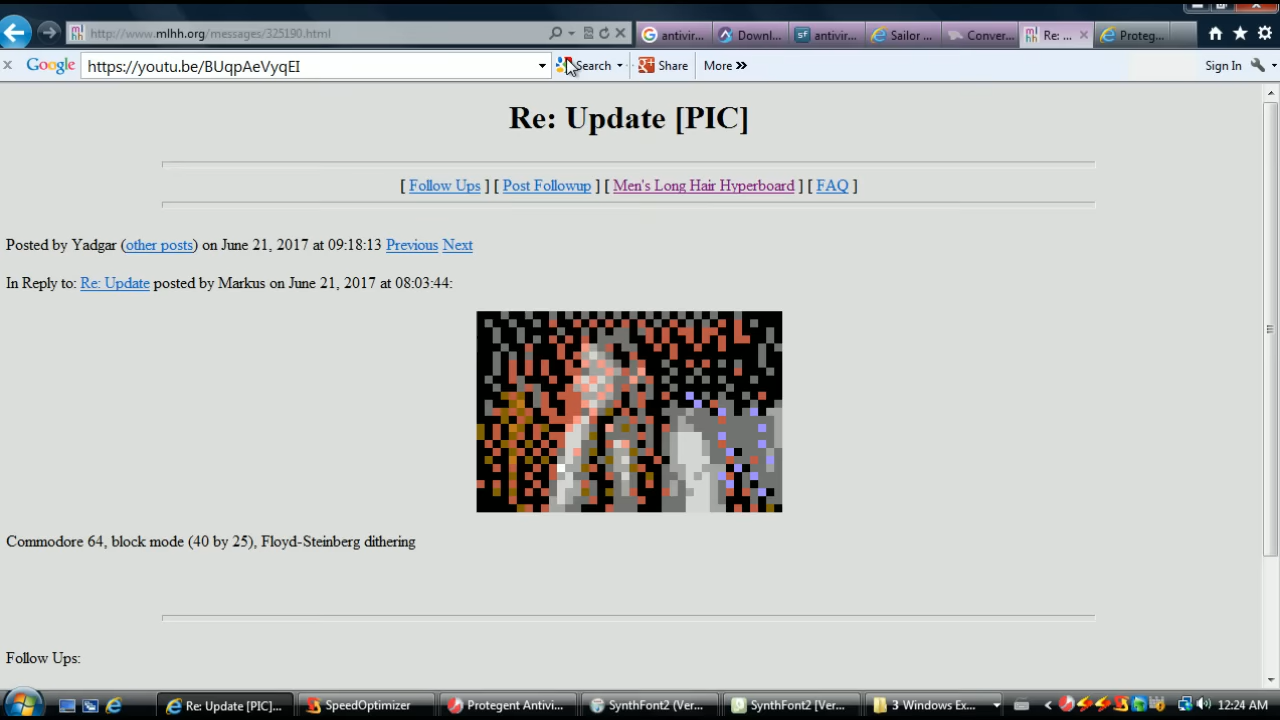 http://www.mlhh.org/messages/325190.html
antivir...
Downl...
antivir...
Sailor ...
Conver...
Re: ...
Proteg...
Google
https://youtu.be/BUqpAeVyqEI
Search
Share
More »
Sign In
Re: Update [PIC]
[ Follow Ups ] [ Post Followup ] [ Men's Long Hair Hyperboard ] [ FAQ ]
Posted by Yadgar (other posts) on June 21, 2017 at 09:18:13 Previous Next
In Reply to: Re: Update posted by Markus on June 21, 2017 at 08:03:44:
Commodore 64, block mode (40 by 25), Floyd-Steinberg dithering
Follow Ups:
Re: Update [PIC]...
SpeedOptimizer
Protegent Antivi...
SynthFont2 (Ver...
SynthFont2 [Ver...
3 Windows Ex...
12:24 AM